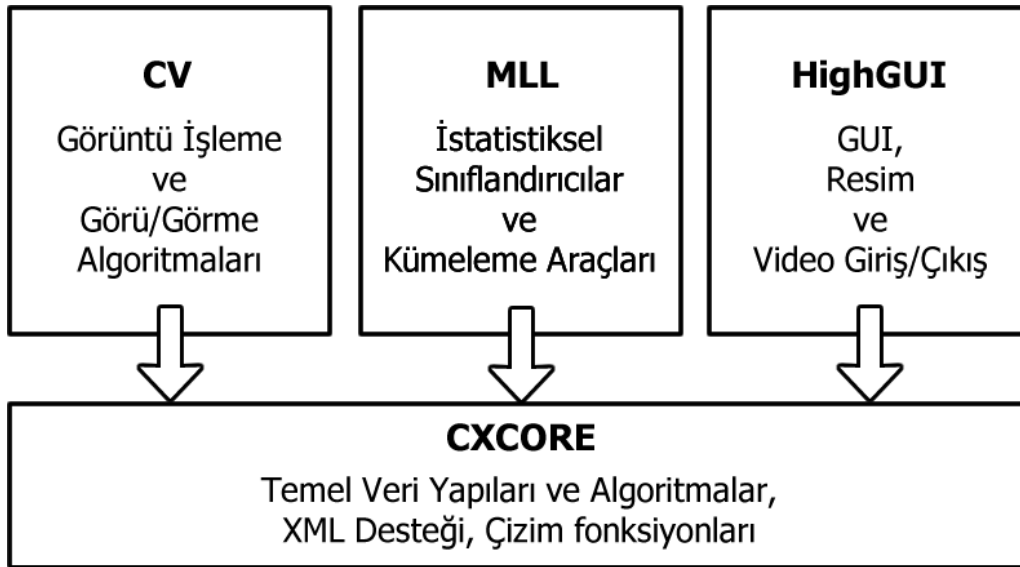 CV
Görüntü İşleme
ve
Görü/Görme
Algoritmaları
MLL
İstatistiksel
Sınıflandırıcılar
ve
Kümeleme Araçları
HighGUI
GUI,
Resim
ve
Video Giriş/Çıkış
CXCORE
Temel Veri Yapıları ve Algoritmalar,
XML Desteği, Çizim fonksiyonları